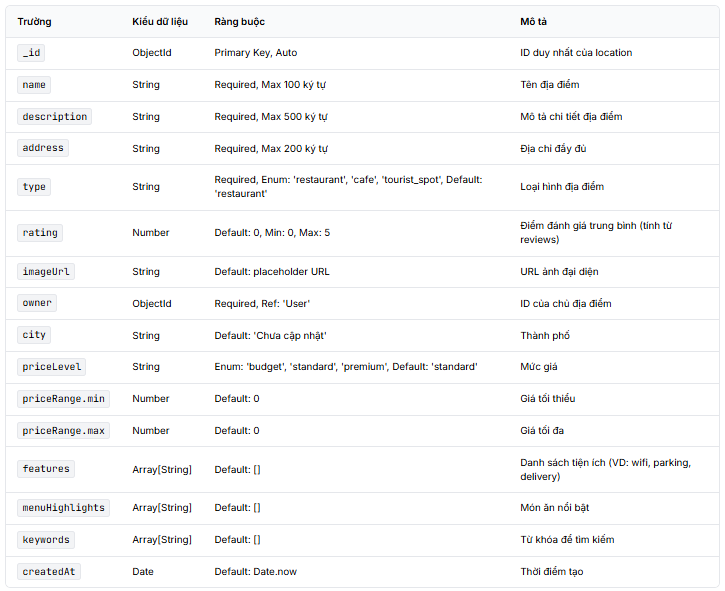 Trường Kiểu dữ liệu Ràng buộc Mô tả
_id ObjectId Primary Key, Auto ID duy nhất của location
name String Required, Max 100 ký tự Tên địa điểm
description String Required, Max 500 ký tự Mô tả chi tiết địa điểm
address String Required, Max 200 ký tự Địa chỉ đầy đủ
type String Required, Enum: 'restaurant', 'cafe', 'tourist_spot', Default: 'restaurant' Loại hình địa điểm
rating Number Default: 0, Min: 0, Max: 5 Điểm đánh giá trung bình (tính từ reviews)
imageUrl String Default: placeholder URL URL ảnh đại diện
owner ObjectId Required, Ref: 'User' ID của chủ địa điểm
city String Default: 'Chưa cập nhật' Thành phố
priceLevel String Enum: 'budget', 'standard', 'premium', Default: 'standard' Mức giá
priceRange.min Number Default: 0 Giá tối thiểu
priceRange.max Number Default: 0 Giá tối đa
features Array[String] Default: [] Danh sách tiện ích (VD: wifi, parking, delivery)
menuHighlights Array[String] Default: [] Món ăn nổi bật
keywords Array[String] Default: [] Từ khóa để tìm kiếm
createdAt Date Default: Date.now Thời điểm tạo